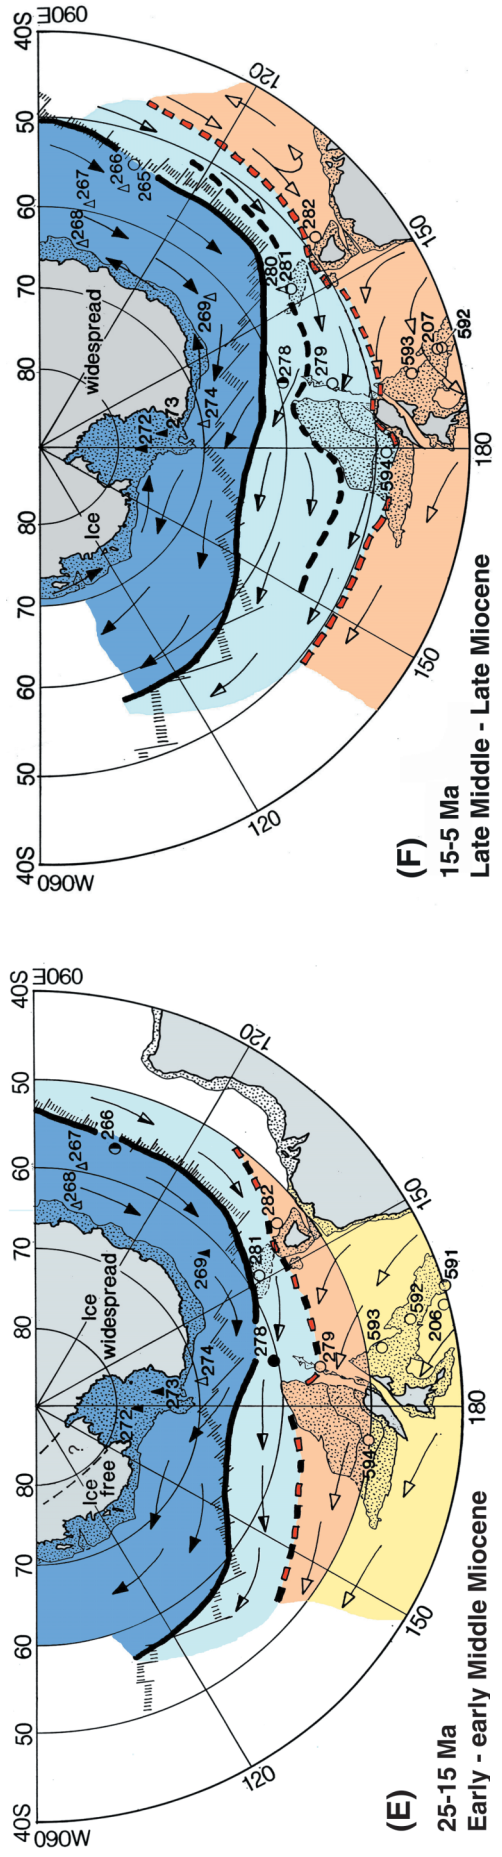 40S 50 60 70 80 80 70 60 50 40S
090W
090E
Ice
free
?
Ice
widespread
268
267
266
272
273
274
269
278
281
282
279
594
593
592
206
591
120
150
180
150
120
(E)
25-15 Ma
Early - early Middle Miocene
40S 50 60 70 80 80 70 60 50 40S
090W
090E
Ice
widespread
268
267
266
265
272
273
274
269
278
280
281
279
282
594
593
207
592
120
150
180
150
120
(F)
15-5 Ma
Late Middle - Late Miocene